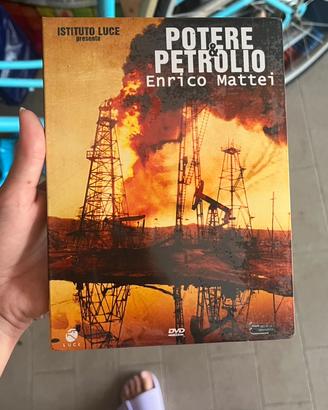 ISTITUTO LUCE
presenta
POTERE
&
PETROLIO
Enrico Mattei
LUCE
DVD